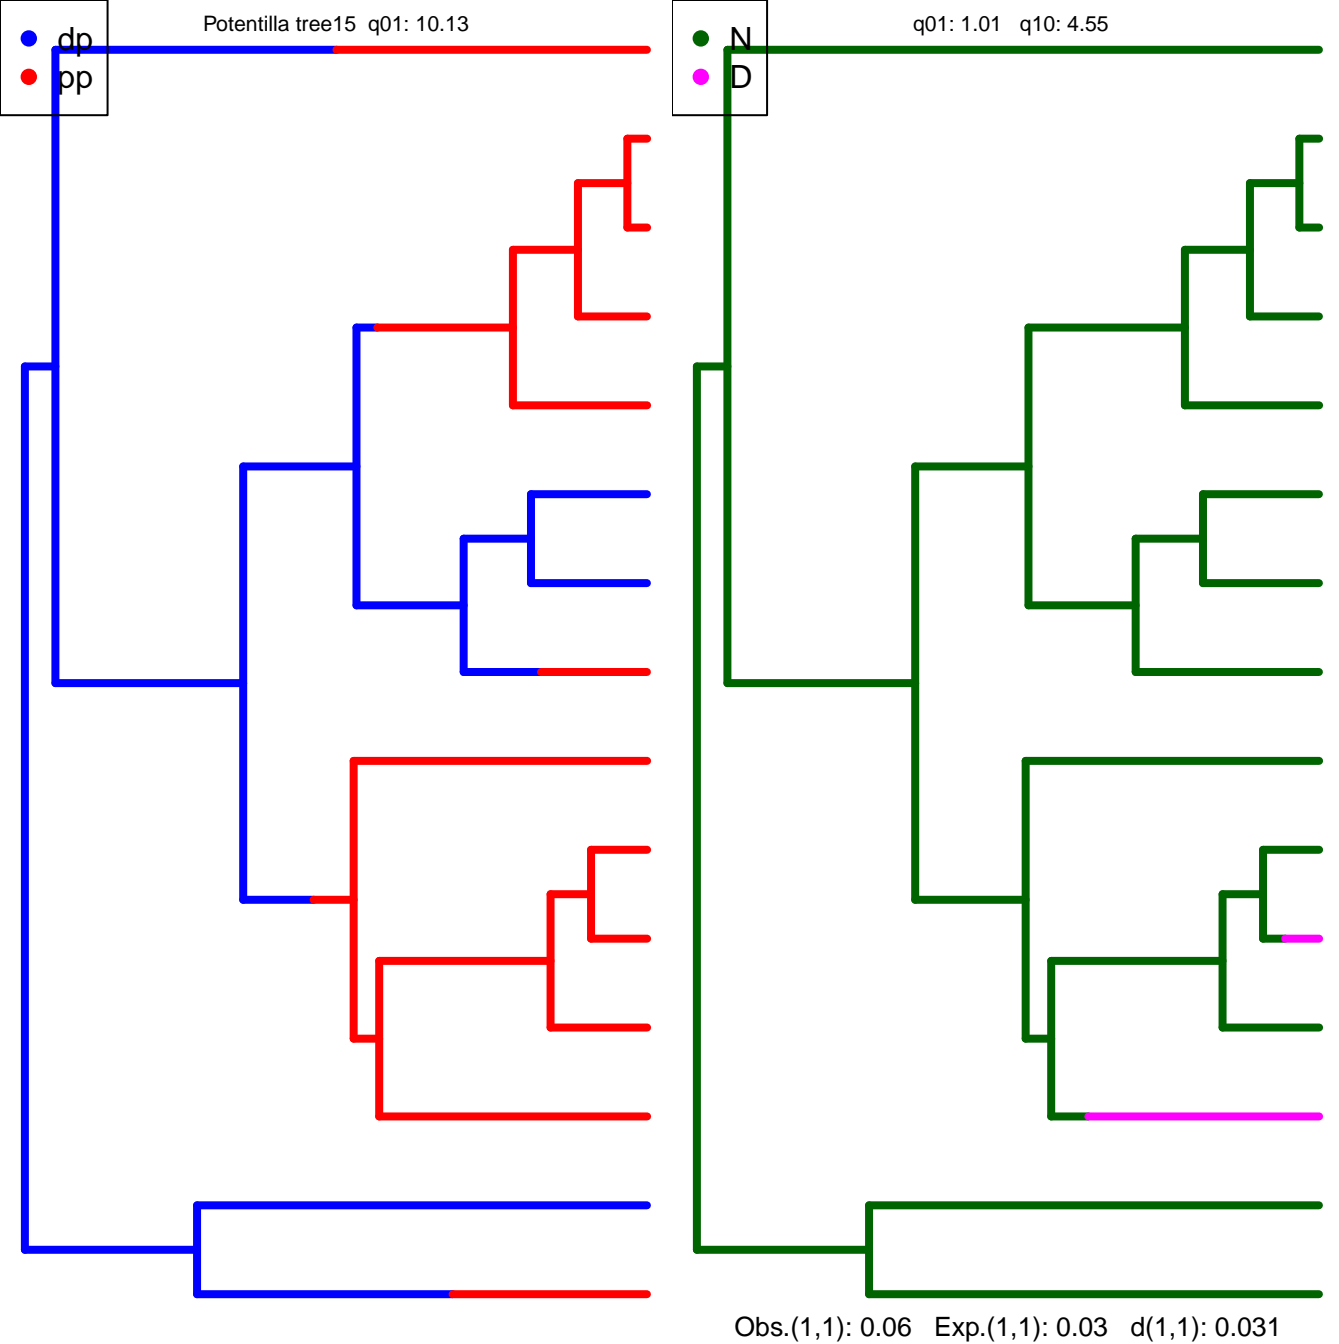 Potentilla tree15  q01: 10.13
dp
pp
q01: 1.01   q10: 4.55
N
D
Obs.(1,1): 0.06   Exp.(1,1): 0.03   d(1,1): 0.031